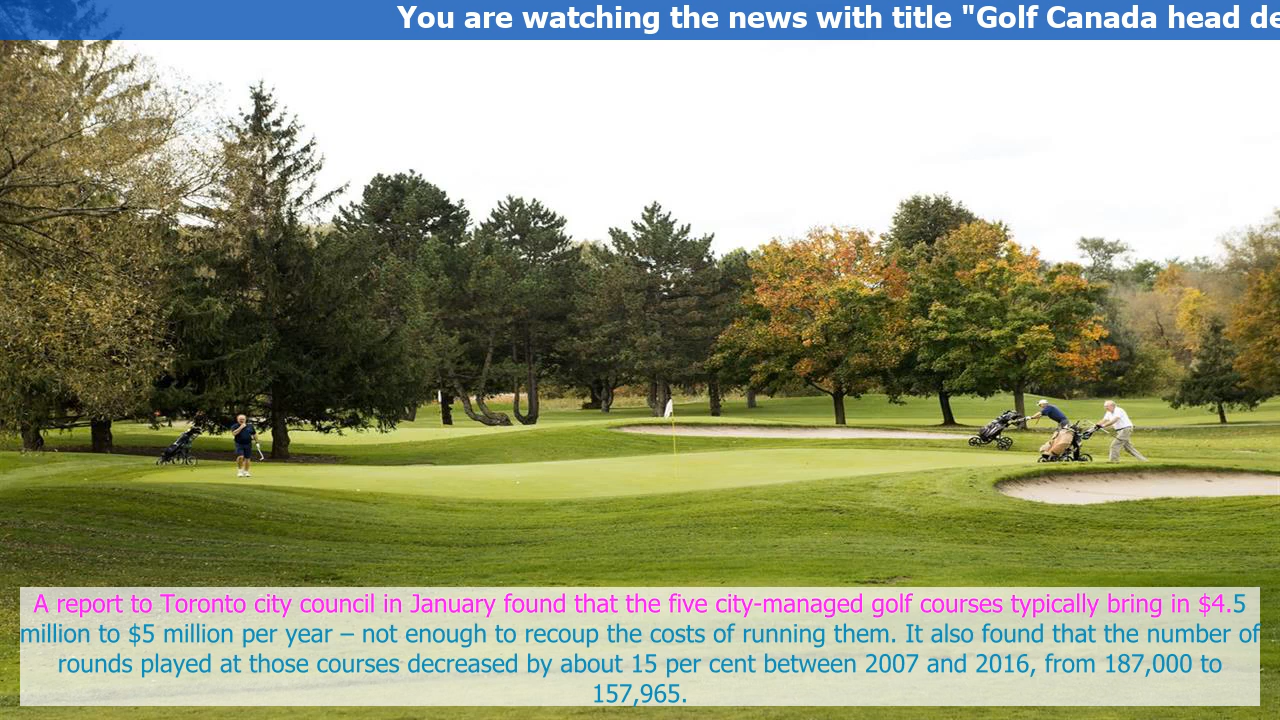 You are watching the news with title "Golf Canada head de
A report to Toronto city council in January found that the five city-managed golf courses typically bring in $4.5
million to $5 million per year – not enough to recoup the costs of running them. It also found that the number of
rounds played at those courses decreased by about 15 per cent between 2007 and 2016, from 187,000 to
157,965.